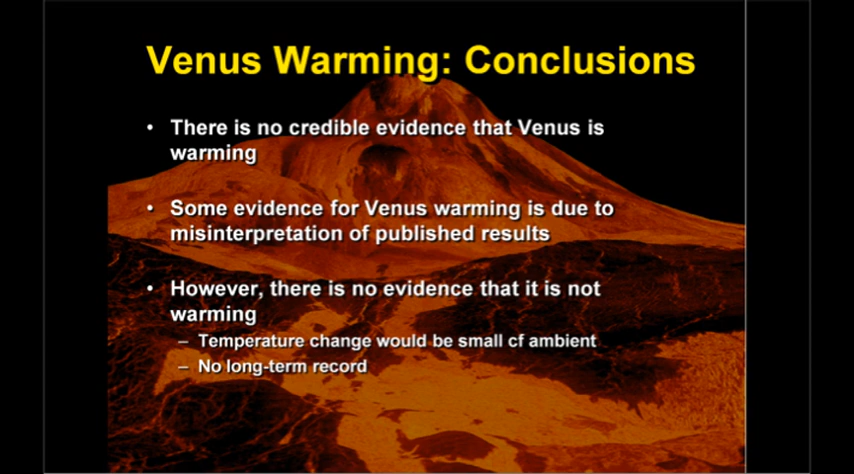 Venus Warming: Conclusions
• There is no credible evidence that Venus is
warming
• Some evidence for Venus warming is due to
misinterpretation of published results
• However, there is no evidence that it is not
warming
– Temperature change would be small cf ambient
– No long-term record